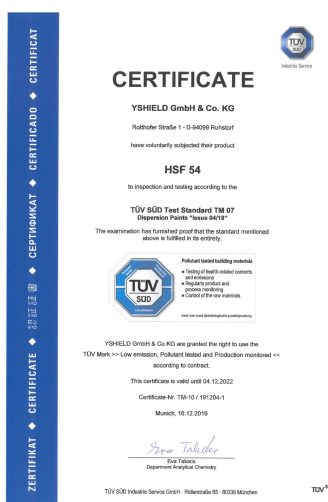 TÜV
SÜD
Industrie Service
CERTIFICATE
YSHIELD GmbH & Co. KG
Rotthofer Straße 1 - D-94099 Ruhstorf
have voluntarily subjected their product
HSF 54
to inspection and testing according to the
TÜV SÜD Test Standard TM 07
Dispersion Paints "Issue 04/18"
The examination has furnished proof that the standard mentioned
above is fulfilled in its entirety.
TÜV
SÜD
Low emission
Pollutant tested building materials
Testing of health-related contents
and emissions
Regularly product and
process monitoring
Control of the raw materials
YSHIELD GmbH & Co.KG are granted the right to use the
TÜV Mark >> Low emission, Pollutant tested and Production monitored <<
according to contract.
This certificate is valid until 04.12.2022
Certificate-Nr. TM-10 / 191204-1
Munich, 16.12.2019
Eva Takacs
Department Analytical Chemistry
TÜV SÜD Industrie Service GmbH · Ridlerstraße 65 · 80339 München
TÜV®
ZERTIFIKAT ◆ CERTIFICATE ◆ 認証証書 ◆ СЕРТИФИКАТ ◆ CERTIFICADO ◆ CERTIFICAT